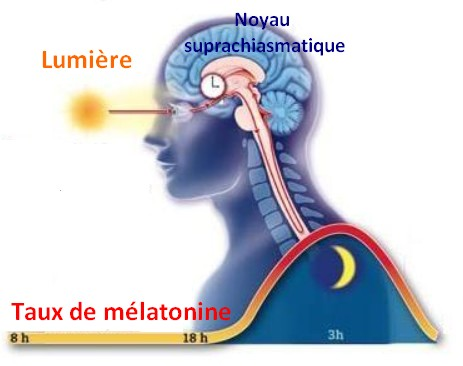 Noyau
suprachiasmatique
Lumière
Taux de mélatonine
8 h
18 h
3h